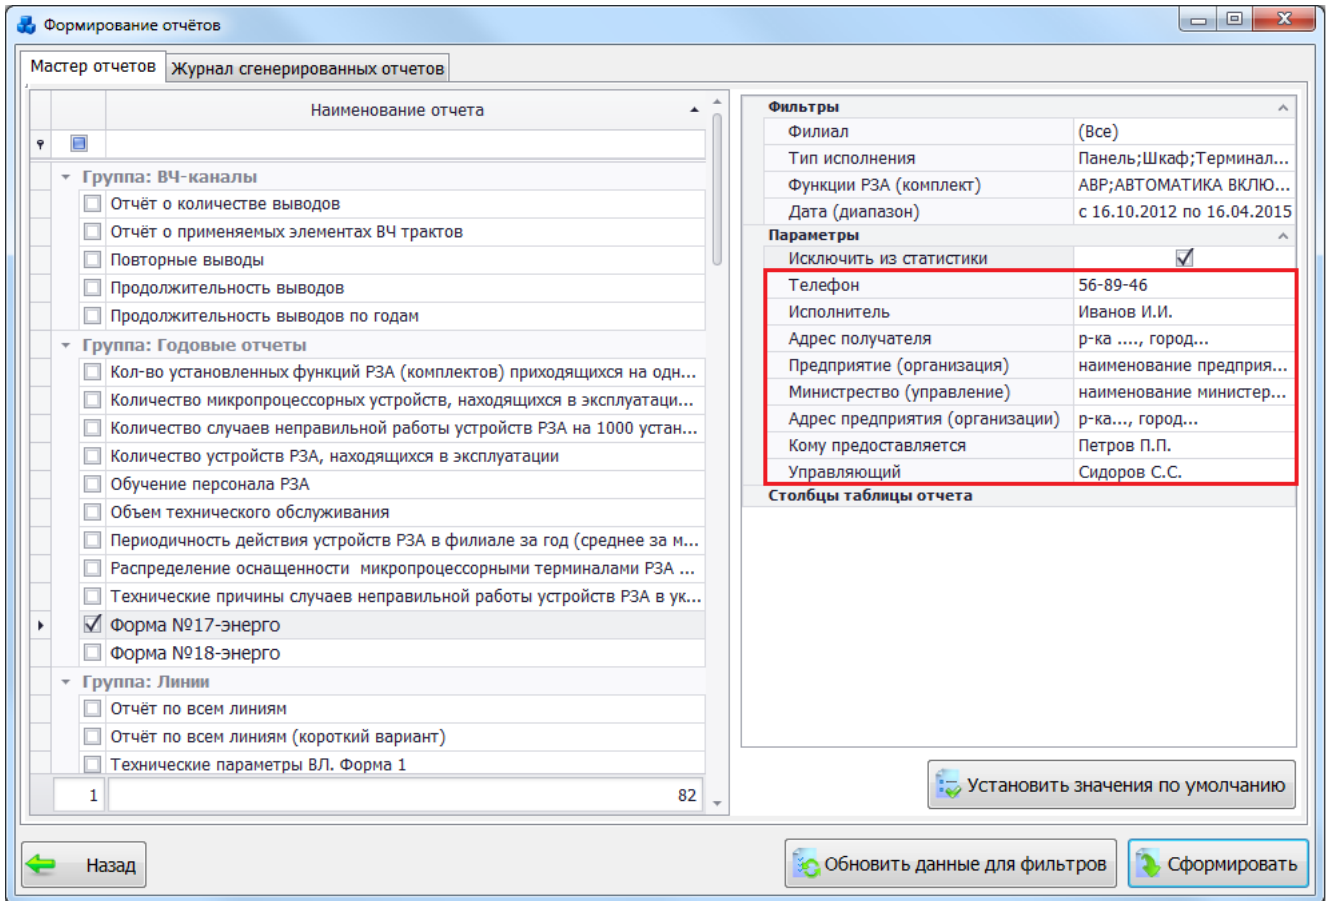 Формирование отчётов
Мастер отчетов
Журнал сгенерированных отчетов
Наименование отчета
Группа: ВЧ-каналы
Отчёт о количестве выводов
Отчёт о применяемых элементах ВЧ трактов
Повторные выводы
Продолжительность выводов
Продолжительность выводов по годам
Группа: Годовые отчеты
Кол-во установленных функций РЗА (комплектов) приходящихся на одн...
Количество микропроцессорных устройств, находящихся в эксплуатаци...
Количество случаев неправильной работы устройств РЗА на 1000 устан...
Количество устройств РЗА, находящихся в эксплуатации
Обучение персонала РЗА
Объем технического обслуживания
Периодичность действия устройств РЗА в филиале за год (среднее за м...
Распределение оснащенности микропроцессорными терминалами РЗА ...
Технические причины случаев неправильной работы устройств РЗА в ук...
Форма №17-энерго
Форма №18-энерго
Группа: Линии
Отчёт по всем линиям
Отчёт по всем линиям (короткий вариант)
Технические параметры ВЛ. Форма 1
1 82
Фильтры
Филиал (Все)
Тип исполнения Панель;Шкаф;Терминал...
Функции РЗА (комплект) АВР;АВТОМАТИКА ВКЛЮ...
Дата (диапазон) с 16.10.2012 по 16.04.2015
Параметры
Исключить из статистики
Телефон 56-89-46
Исполнитель Иванов И.И.
Адрес получателя р-ка ...., город...
Предприятие (организация) наименование предприя...
Министрество (управление) наименование министер...
Адрес предприятия (организации) р-ка..., город...
Кому предоставляется Петров П.П.
Управляющий Сидоров С.С.
Столбцы таблицы отчета
Установить значения по умолчанию
Назад
Обновить данные для фильтров
Сформировать